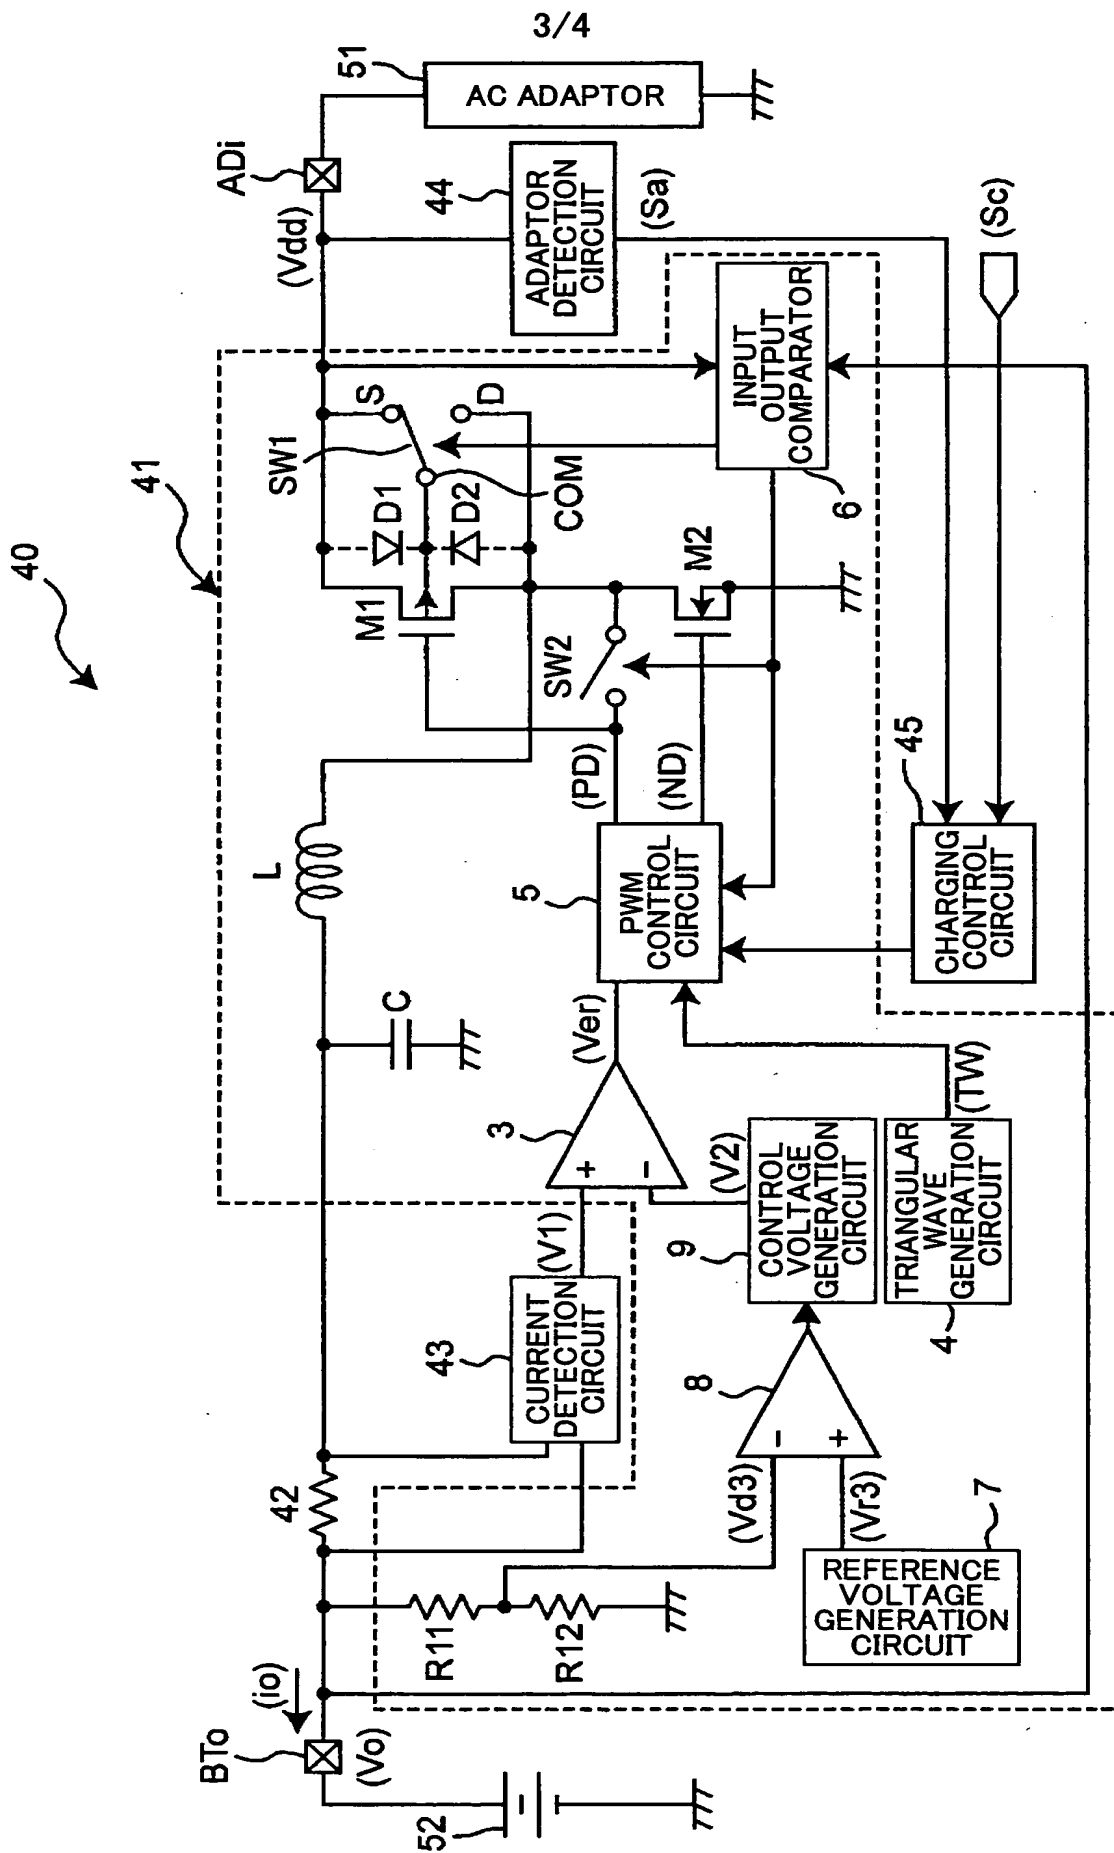 3/4
40
41
51
AC ADAPTOR
ADi
(Vdd)
44
ADAPTOR
DETECTION
CIRCUIT
(Sa)
(Sc)
SW1
S
D
COM
D1
D2
M1
M2
SW2
INPUT
OUTPUT
COMPARATOR
6
L
(PD)
(ND)
5
PWM
CONTROL
CIRCUIT
45
CHARGING
CONTROL
CIRCUIT
C
(Ver)
3
+
-
(V1)
(V2)
(TW)
9
CONTROL
VOLTAGE
GENERATION
CIRCUIT
TRIANGULAR
WAVE
GENERATION
CIRCUIT
4
43
CURRENT
DETECTION
CIRCUIT
8
-
+
42
(Vd3)
(Vr3)
7
REFERENCE
VOLTAGE
GENERATION
CIRCUIT
R11
R12
(io)
BTo
(Vo)
52